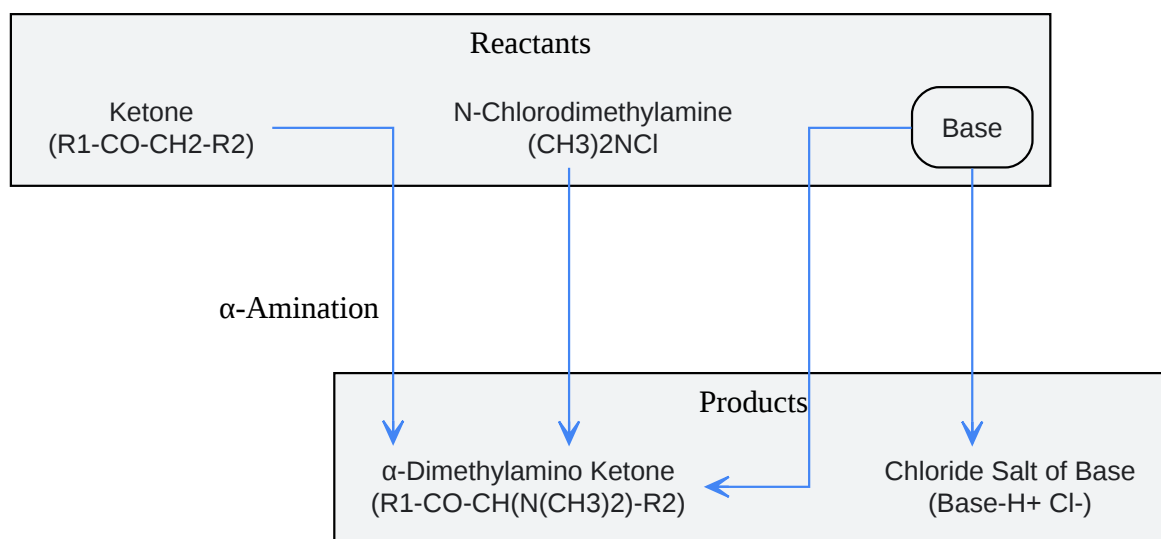 Reactants
Ketone
(R1-CO-CH2-R2)
N-Chlorodimethylamine
(CH3)2NCl
Base
α-Amination
Products
α-Dimethylamino Ketone
(R1-CO-CH(N(CH3)2)-R2)
Chloride Salt of Base
(Base-H+ Cl-)